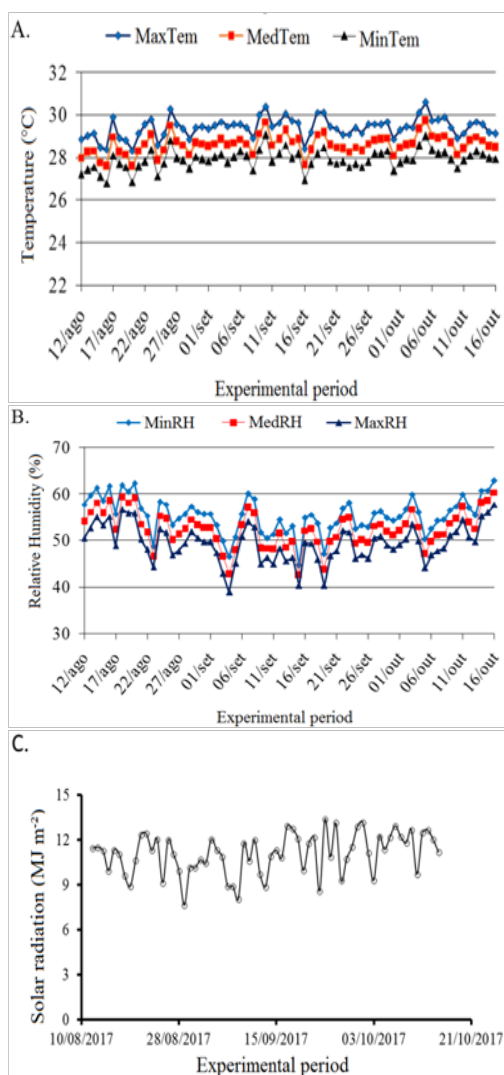 A.
MaxTem MedTem MinTem
32
30
28
26
24
22
Temperature (°C)
12/ago 17/ago 22/ago 27/ago 01/set 06/set 11/set 16/set 21/set 26/set 01/out 06/out 11/out 16/out
Experimental period
B.
MinRH MedRH MaxRH
70
60
50
40
30
Relative Humidity (%)
12/ago 17/ago 22/ago 27/ago 01/set 06/set 11/set 16/set 21/set 26/set 01/out 06/out 11/out 16/out
Experimental period
C.
15
12
9
6
3
0
Solar radiation (MJ m⁻²)
10/08/2017 28/08/2017 15/09/2017 03/10/2017 21/10/2017
Experimental period